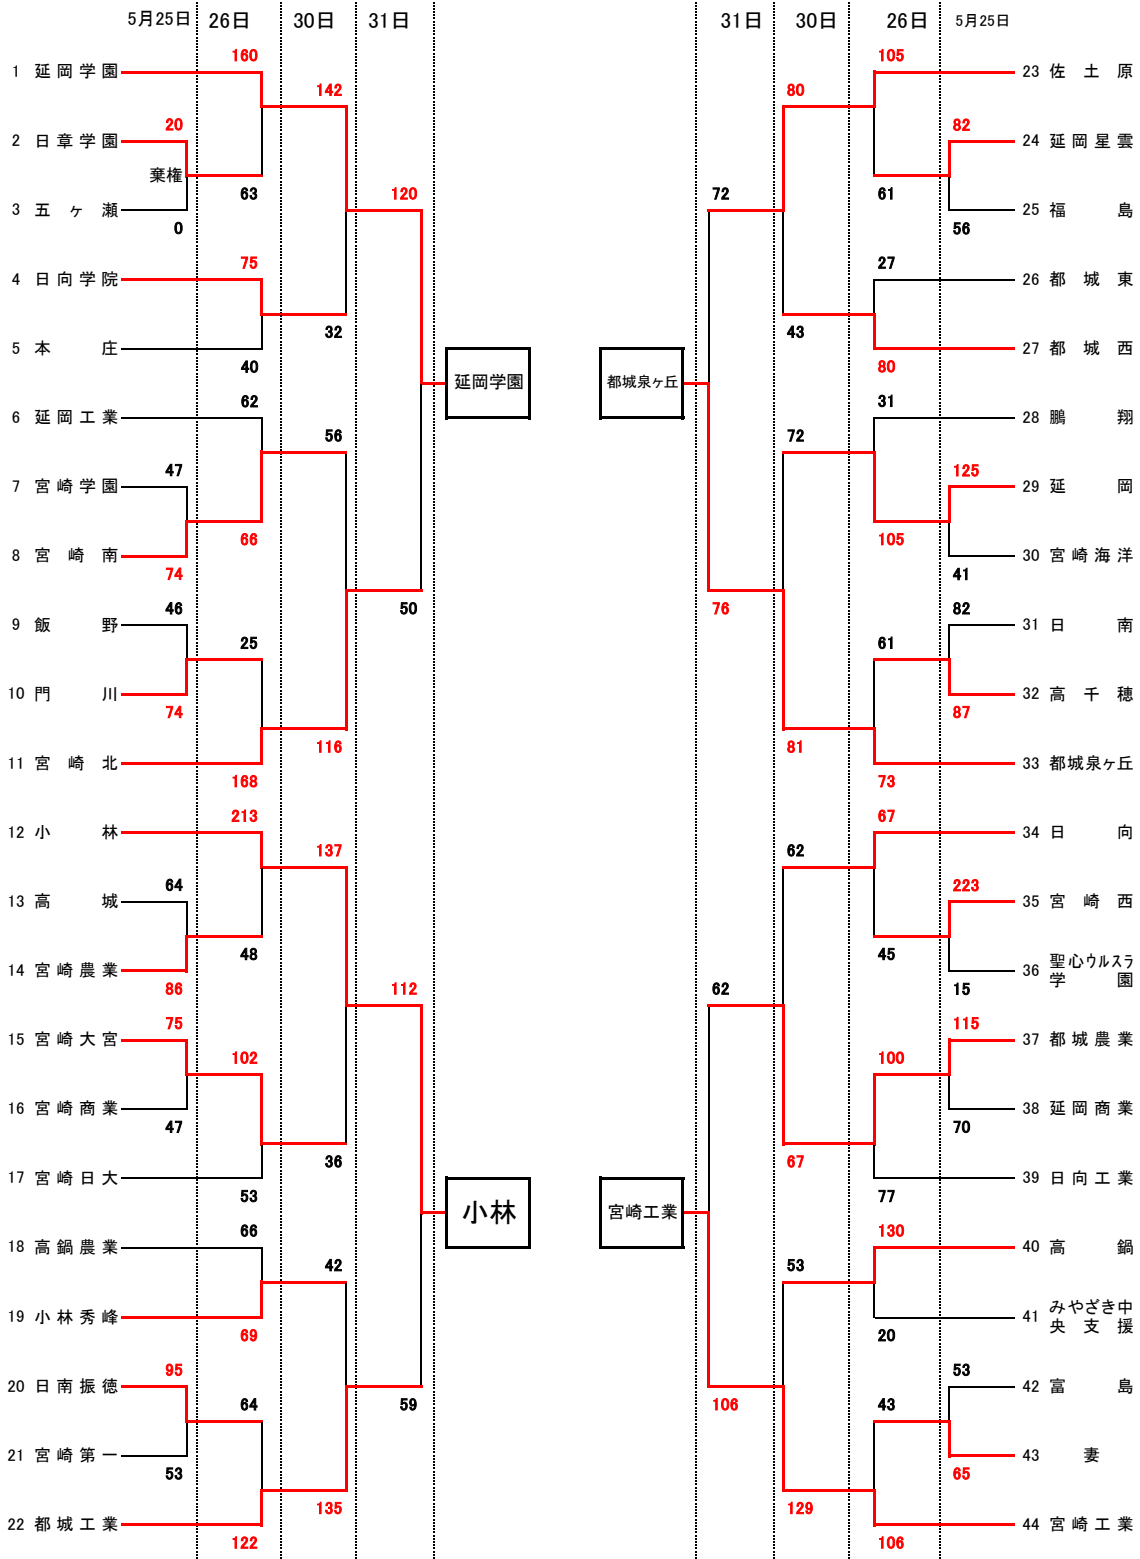 5月25日 26日 30日 31日 31日 30日 26日 5月25日
160 105
1 延岡学園 23 佐土原
142 80
20 82
2 日章学園 24 延岡星雲
棄権
63 120 72 61
3 五ヶ瀬 25 福島
0 56
75 27
4 日向学院 26 都城東
32 43
5 本庄 27 都城西
40 80
延岡学園 都城泉ヶ丘
62 31
6 延岡工業 28 鵬翔
56 72
47 125
7 宮崎学園 29 延岡
66 105
8 宮崎南 30 宮崎海洋
74 41
46 50 76 82
9 飯野 31 日南
25 61
10 門川 32 高千穂
74 87
116 81
11 宮崎北 33 都城泉ヶ丘
168 73
213 67
12 小林 34 日向
137 62
64 223
13 高城 35 宮崎西
48 45
14 宮崎農業 36 聖心ウルスラ
学園
86 112 62 15
75 115
15 宮崎大宮 37 都城農業
102 100
16 宮崎商業 38 延岡商業
47 70
36 67
17 宮崎日大 39 日向工業
53 77
小林 宮崎工業
66 130
18 高鍋農業 40 高鍋
42 53
19 小林秀峰 41 みやざき中
央支援
69 20
95 53
20 日南振徳 42 富島
64 59 106 43
21 宮崎第一 43 妻
53 65
135 129
22 都城工業 44 宮崎工業
122 106